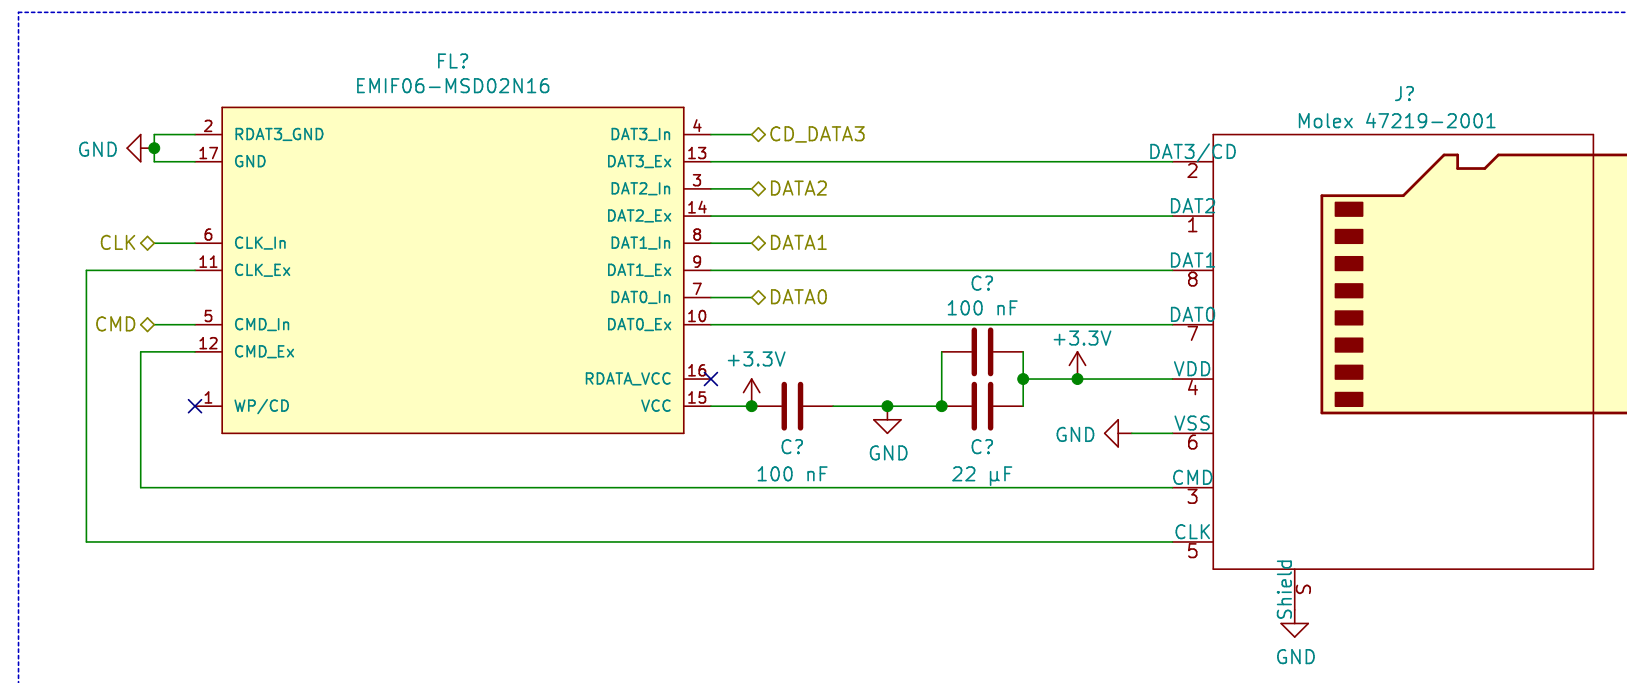 FL?
EMIF06-MSD02N16
J?
Molex 47219-2001
GND
2
RDAT3_GND
17
GND
CLK
6
CLK_In
11
CLK_Ex
CMD
5
CMD_In
12
CMD_Ex
1
WP/CD
DAT3_In
4
CD_DATA3
DAT3_Ex
13
DAT2_In
3
DATA2
DAT2_Ex
14
DAT1_In
8
DATA1
DAT1_Ex
9
DAT0_In
7
DATA0
DAT0_Ex
10
RDATA_VCC
16
VCC
15
+3.3V
C?
100 nF
GND
C?
100 nF
C?
22 µF
+3.3V
GND
DAT3/CD
2
DAT2
1
DAT1
8
DAT0
7
VDD
4
VSS
6
CMD
3
CLK
5
Shield
S
GND